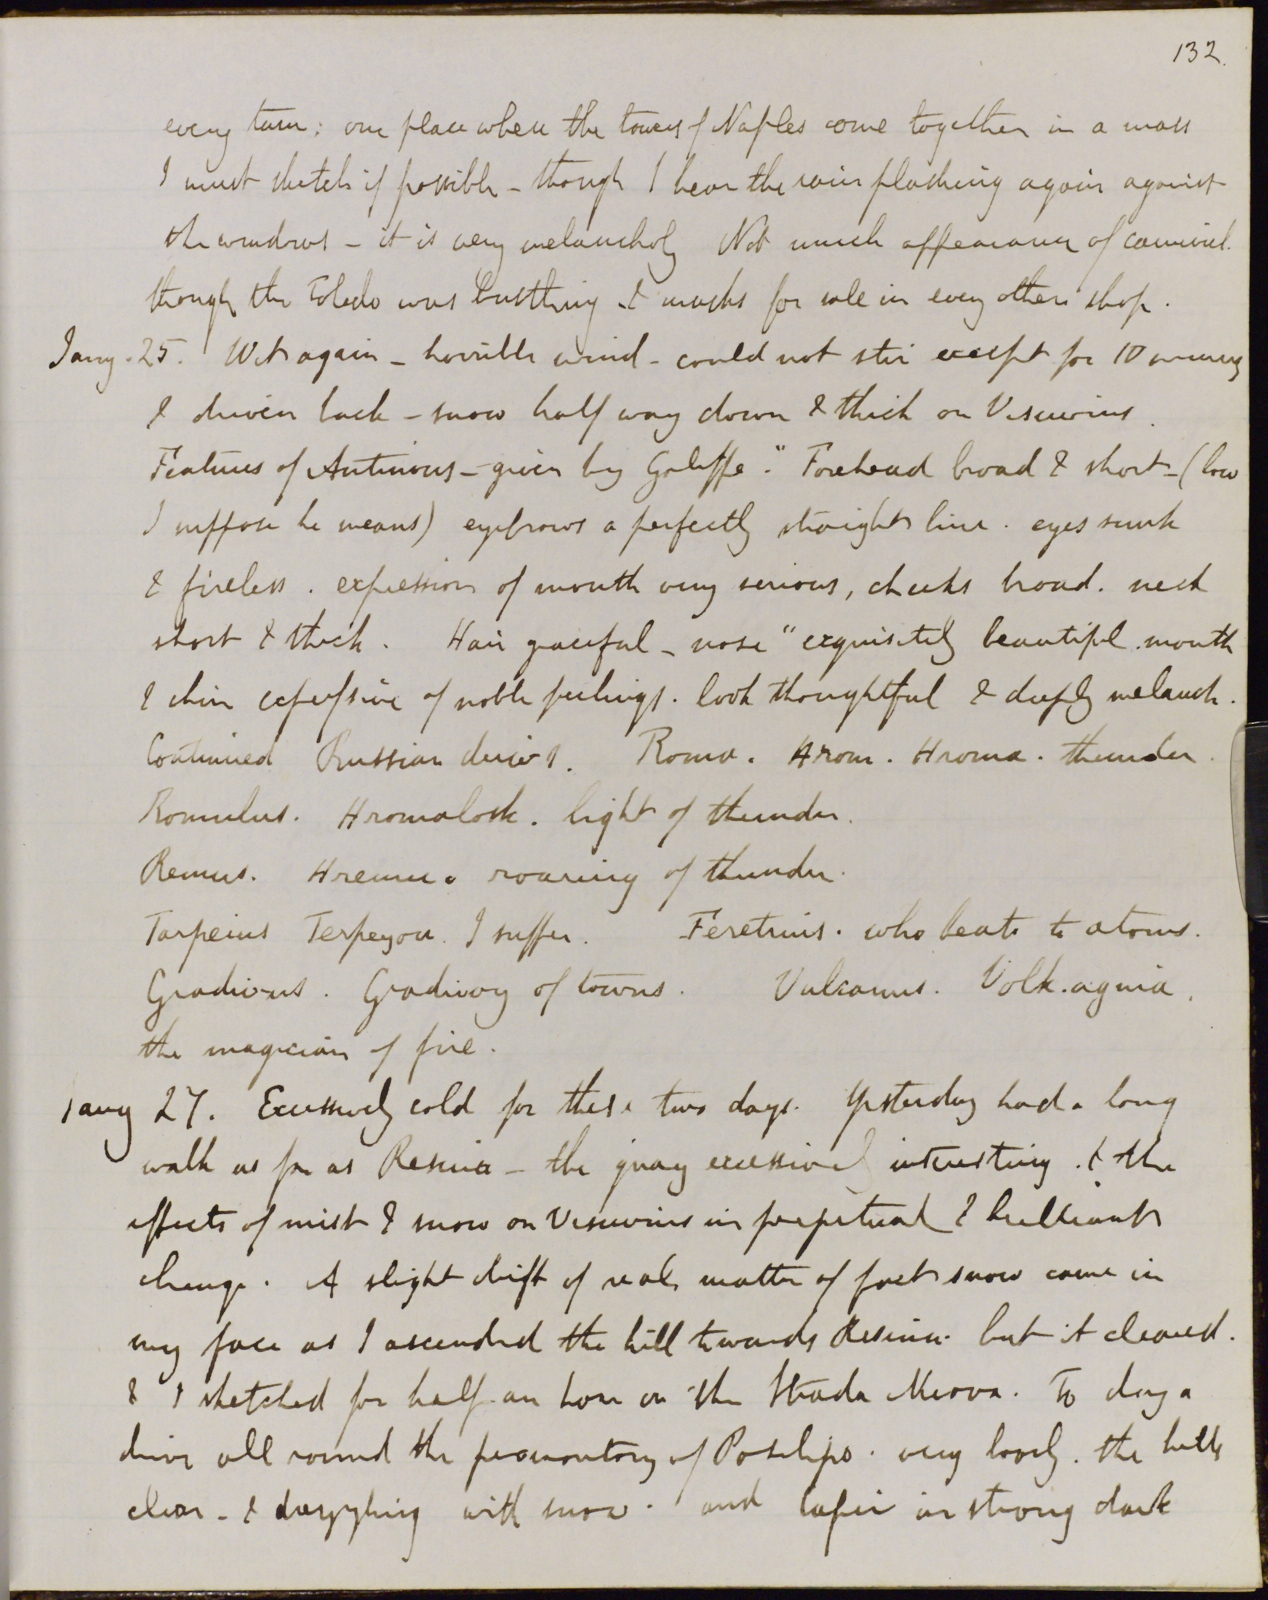 132.
every turn; one place where the towers of Naples come together in a mass
I must sketch if possible - though I hear the rain plashing again against
the windows - it is very melancholy Not much appearance of carnival.
though the Toledo was bustling & masks for sale in every other shop.
Jany. 25. Wet again - horrible wind - could not stir except for 10 minutes
& driven back - snow half way down & thick on Vesuvius.
Features of Antinous - given by Galiffe. " Forehead broad & short - (low
I suppose he means) eyebrows a perfectly straight line. eyes sunk
& fireless. expression of mouth very serious, cheeks broad. neck
short & thick. Hair graceful - nose " exquisitely beautiful. mouth
& chin expressive of noble feelings. look thoughtful & deeply melanch.
Continued Russian derivs. Roma. Hrom. Hroma. thunder.
Romulus. Hromolosk. light of thunder.
Remus. Hremu. roaring of thunder.
Tarpeius Terpeyou. I suffer. Feretrius. who beats to atoms.
Gradivus. Gradivoy of towns. Vulcanus. Volk.agnia.
the magician of fire.
Jany 27. Excessively cold for these two days. Yesterday had a long
walk as far as Resina - the quay excessively interesting. & the
effects of mist & snow on Vesuvius in perpetual & brilliant
change. A slight drift of real, matter of fact snow came in
my face as I ascended the hill towards Resina. but it cleared.
& I sketched for half an hour on the Strada Nuova. To day a
drive all round the promontory of Posilipo. very lovely. the hills
clear - & with snow. and Capri in strong dark